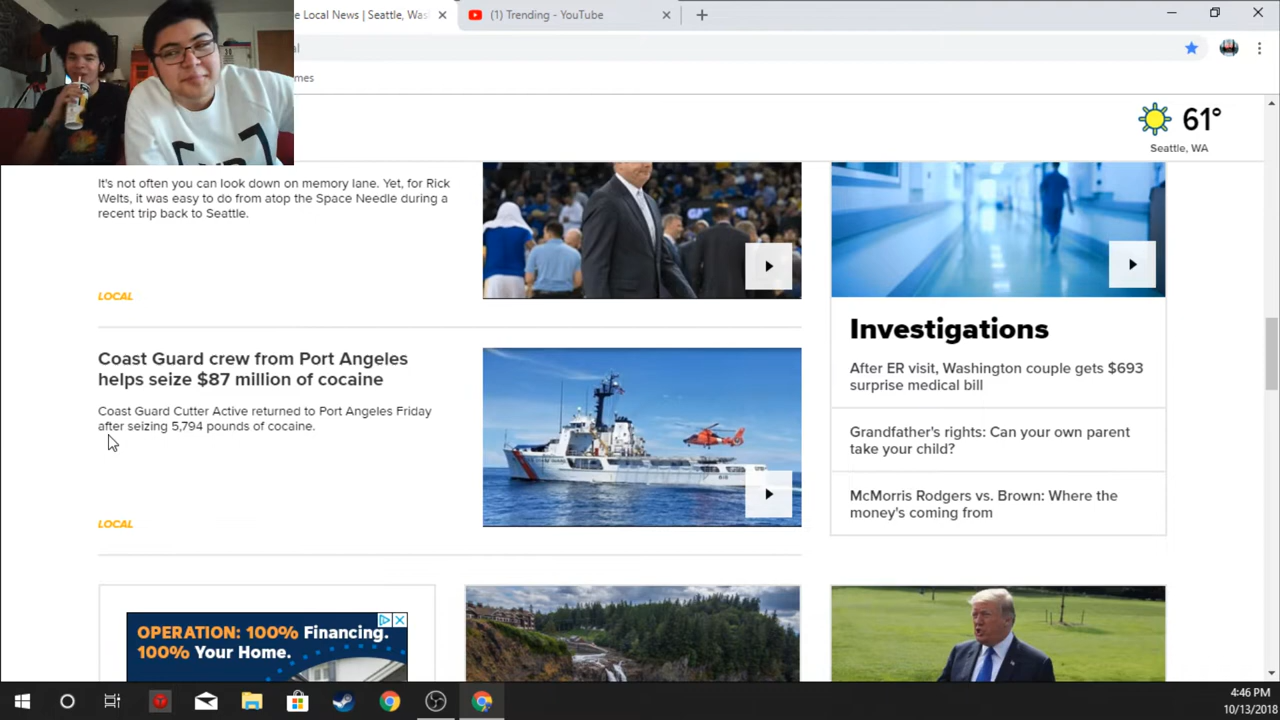 e Local News | Seattle, Was
(1) Trending - YouTube
al
mes
61°
Seattle, WA
It's not often you can look down on memory lane. Yet, for Rick
Welts, it was easy to do from atop the Space Needle during a
recent trip back to Seattle.
LOCAL
Coast Guard crew from Port Angeles
helps seize $87 million of cocaine
Coast Guard Cutter Active returned to Port Angeles Friday
after seizing 5,794 pounds of cocaine.
LOCAL
Investigations
After ER visit, Washington couple gets $693
surprise medical bill
Grandfather's rights: Can your own parent
take your child?
McMorris Rodgers vs. Brown: Where the
money's coming from
OPERATION: 100% Financing.
100% Your Home.
4:46 PM
10/13/2018